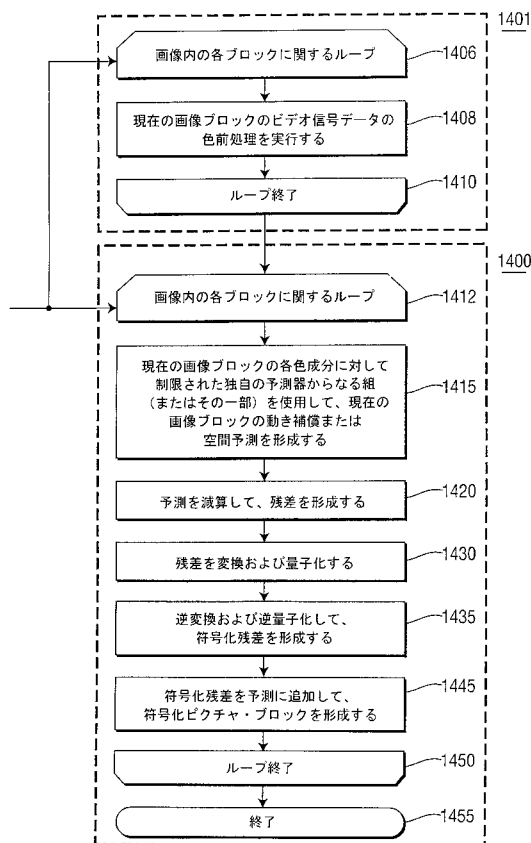 1401
画像内の各ブロックに関するループ
1406
現在の画像ブロックのビデオ信号データの
色前処理を実行する
1408
ループ終了
1410
1400
画像内の各ブロックに関するループ
1412
現在の画像ブロックの各色成分に対して
制限された独自の予測器からなる組
(またはその一部)を使用して、現在の
画像ブロックの動き補償または
空間予測を形成する
1415
予測を減算して、残差を形成する
1420
残差を変換および量子化する
1430
逆変換および逆量子化して、
符号化残差を形成する
1435
符号化残差を予測に追加して、
符号化ピクチャ・ブロックを形成する
1445
ループ終了
1450
終了
1455